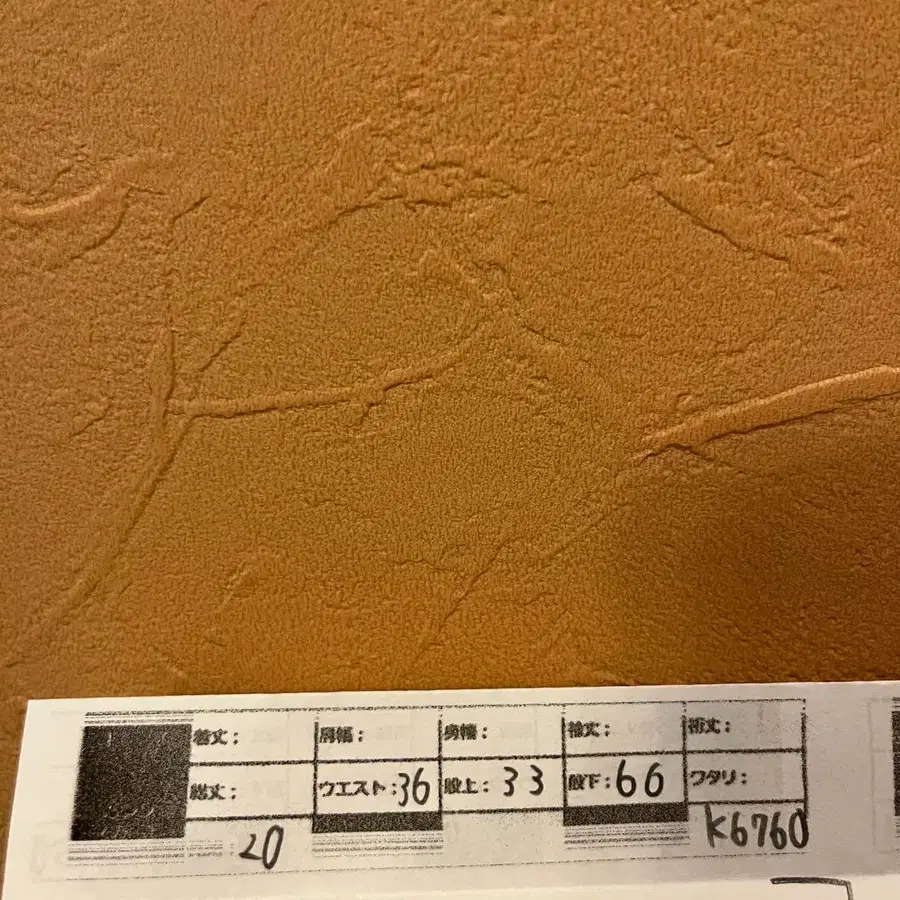 着丈: 肩幅: 身幅: 袖丈: 裄丈:
総丈: ウエスト:36 股上:33 股下:66 ワタリ:
:20 K6760